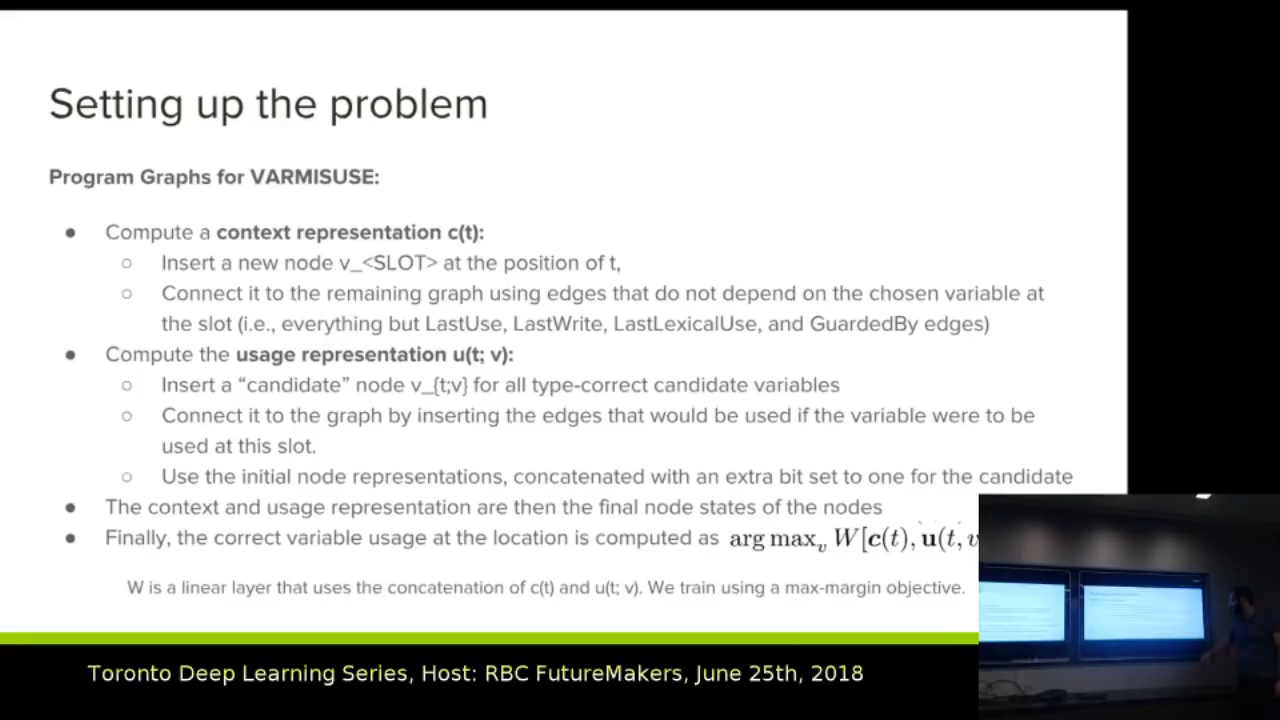 Setting up the problem
Program Graphs for VARMISUSE:
● Compute a context representation c(t):
○ Insert a new node v_<SLOT> at the position of t,
○ Connect it to the remaining graph using edges that do not depend on the chosen variable at
the slot (i.e., everything but LastUse, LastWrite, LastLexicalUse, and GuardedBy edges)
● Compute the usage representation u(t; v):
○ Insert a “candidate” node v_{t;v} for all type-correct candidate variables
○ Connect it to the graph by inserting the edges that would be used if the variable were to be
used at this slot.
○ Use the initial node representations, concatenated with an extra bit set to one for the candidate
● The context and usage representation are then the final node states of the nodes
● Finally, the correct variable usage at the location is computed as arg max_v W[c(t), u(t, v
W is a linear layer that uses the concatenation of c(t) and u(t; v). We train using a max-margin objective.
Toronto Deep Learning Series, Host: RBC FutureMakers, June 25th, 2018